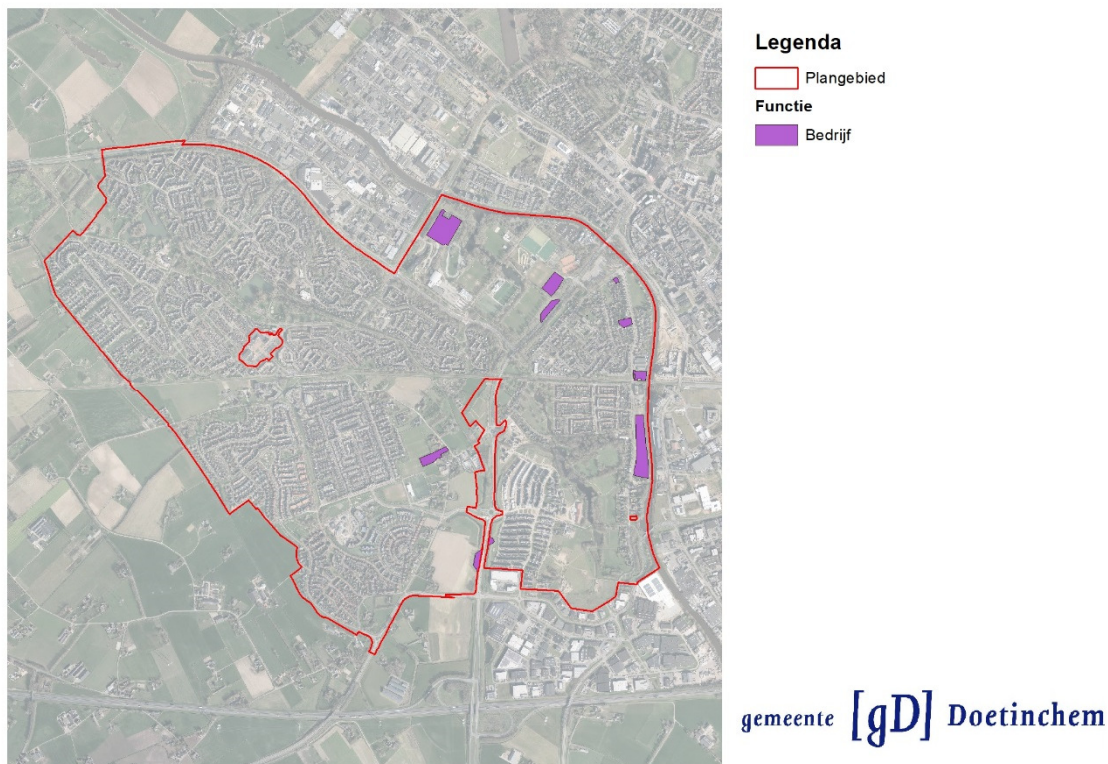 Legenda
Plangebied
Functie
Bedrijf
gemeente [gD] Doetinchem